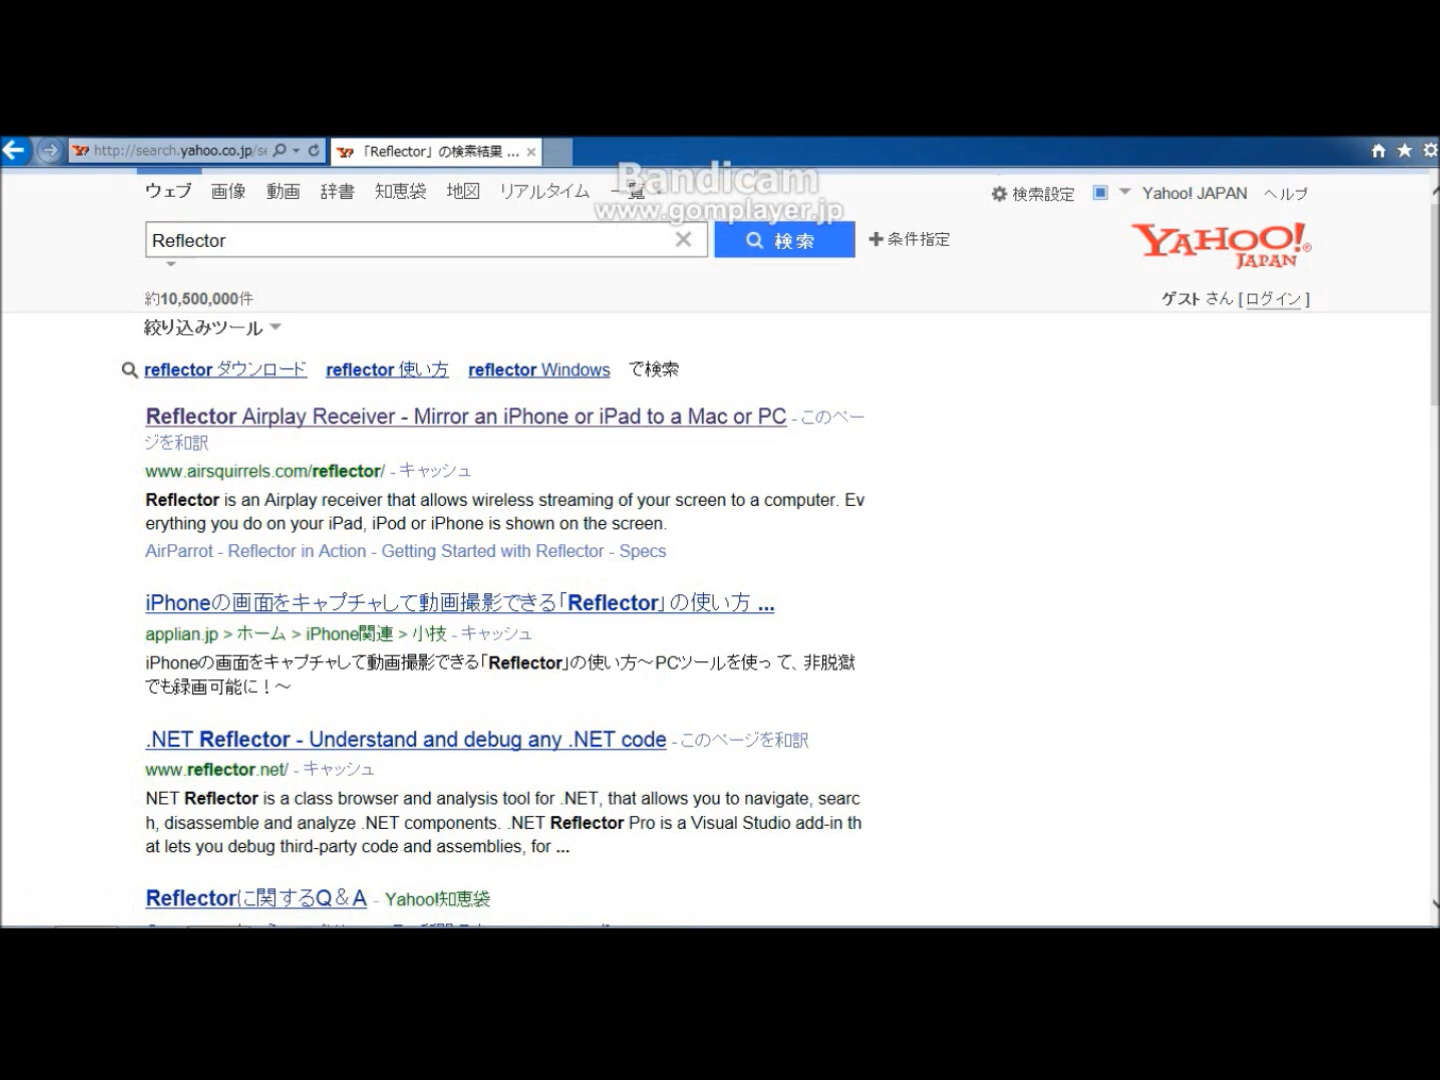 http://search.yahoo.co.jp/se
「Reflector」の検索結果 ...
Bandicam
www.gomplayer.jp
ウェブ 画像 動画 辞書 知恵袋 地図 リアルタイム 一覧
検索設定 Yahoo! JAPAN ヘルプ
Reflector
検索
条件指定
YAHOO!
JAPAN
約10,500,000件
ゲスト さん [ログイン]
絞り込みツール
reflector ダウンロード reflector 使い方 reflector Windows で検索
Reflector Airplay Receiver - Mirror an iPhone or iPad to a Mac or PC - このペー
ジを和訳
www.airsquirrels.com/reflector/ - キャッシュ
Reflector is an Airplay receiver that allows wireless streaming of your screen to a computer. Ev
erything you do on your iPad, iPod or iPhone is shown on the screen.
AirParrot - Reflector in Action - Getting Started with Reflector - Specs
iPhoneの画面をキャプチャして動画撮影できる「Reflector」の使い方 ...
applian.jp > ホーム > iPhone関連 > 小技 - キャッシュ
iPhoneの画面をキャプチャして動画撮影できる「Reflector」の使い方～PCツールを使って、非脱獄
でも録画可能に！～
.NET Reflector - Understand and debug any .NET code - このページを和訳
www.reflector.net/ - キャッシュ
NET Reflector is a class browser and analysis tool for .NET, that allows you to navigate, searc
h, disassemble and analyze .NET components. .NET Reflector Pro is a Visual Studio add-in th
at lets you debug third-party code and assemblies, for ...
Reflectorに関するQ＆A - Yahoo!知恵袋